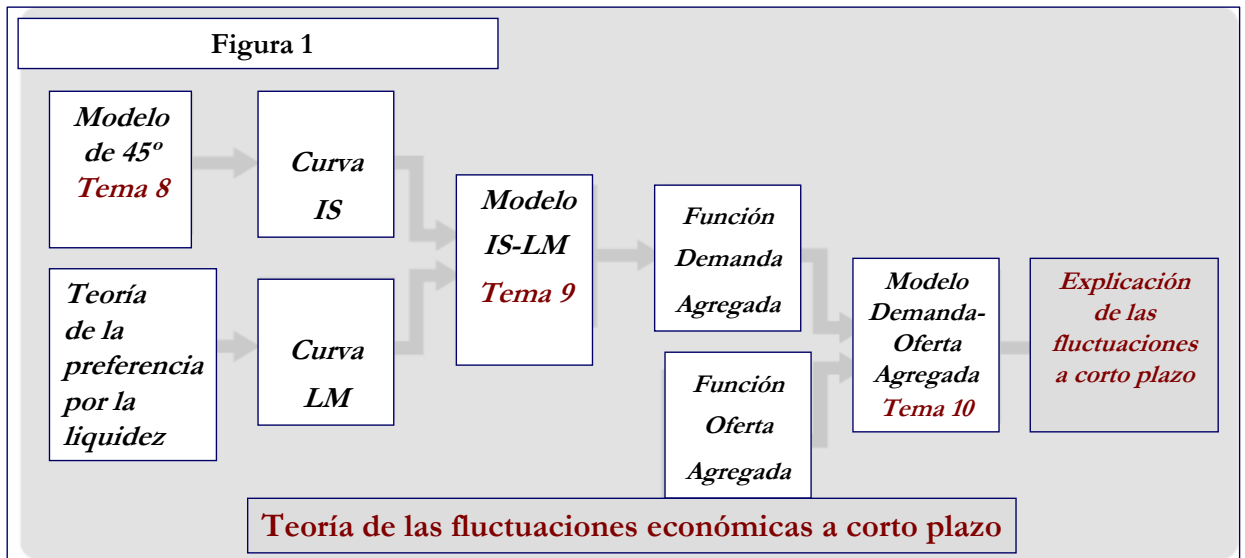 Figura 1
Modelo
de 45º
Tema 8
Curva
IS
Teoría
de la
preferencia
por la
liquidez
Curva
LM
Modelo
IS-LM
Tema 9
Función
Demanda
Agregada
Función
Oferta
Agregada
Modelo
Demanda-
Oferta
Agregada
Tema 10
Explicación
de las
fluctuaciones
a corto plazo
Teoría de las fluctuaciones económicas a corto plazo